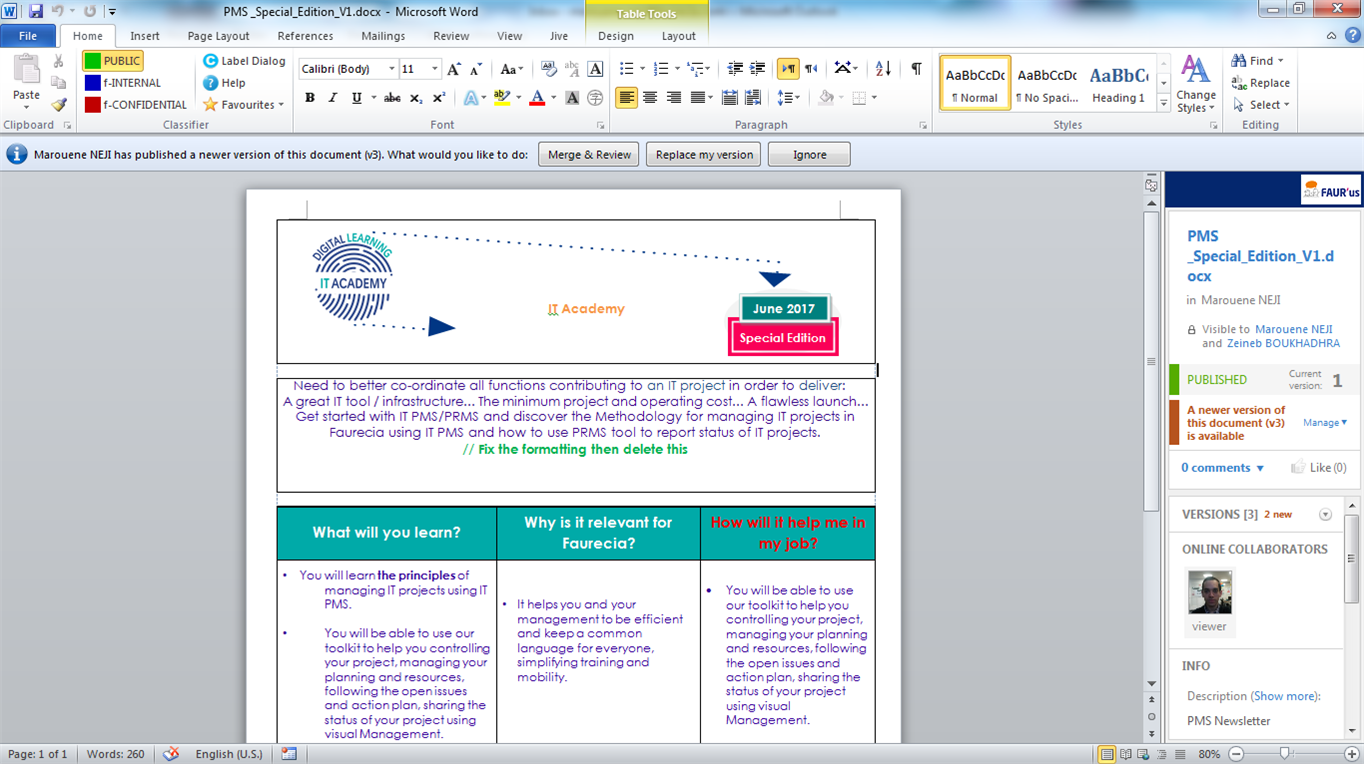 PMS _Special_Edition_V1.docx - Microsoft Word
Table Tools
File Home Insert Page Layout References Mailings Review View Jive Design Layout
Paste
Clipboard
PUBLIC
f-INTERNAL
f-CONFIDENTIAL
Label Dialog
Help
Favourites
Classifier
Calibri (Body) 11
Font
Paragraph
AaBbCcDc AaBbCcDc AaBbC
¶ Normal ¶ No Spaci... Heading 1
Change
Styles
Styles
Find
Replace
Select
Editing
Marouene NEJI has published a newer version of this document (v3). What would you like to do: Merge & Review Replace my version Ignore
DIGITAL LEARNING
IT ACADEMY
IT Academy
June 2017
Special Edition
Need to better co-ordinate all functions contributing to an IT project in order to deliver:
A great IT tool / infrastructure... The minimum project and operating cost... A flawless launch...
Get started with IT PMS/PRMS and discover the Methodology for managing IT projects in
Faurecia using IT PMS and how to use PRMS tool to report status of IT projects.
// Fix the formatting then delete this
What will you learn?
Why is it relevant for
Faurecia?
How will it help me in
my job?
• You will learn the principles of
managing IT projects using IT
PMS.
• You will be able to use our
toolkit to help you controlling
your project, managing your
planning and resources,
following the open issues
and action plan, sharing the
status of your project using
visual Management.
• It helps you and your
management to be efficient
and keep a common
language for everyone,
simplifying training and
mobility.
• You will be able to use
our toolkit to help you
controlling your project,
managing your planning
and resources, following
the open issues and
action plan, sharing the
status of your project
using visual
Management.
FAUR'us
PMS
_Special_Edition_V1.d
ocx
in Marouene NEJI
Visible to Marouene NEJI
and Zeineb BOUKHADHRA
PUBLISHED
Current
version: 1
A newer version of
this document (v3)
is available
Manage
0 comments Like (0)
VERSIONS [3] 2 new
ONLINE COLLABORATORS
viewer
INFO
Description (Show more):
PMS Newsletter
Page: 1 of 1 Words: 260 English (U.S.) 80%